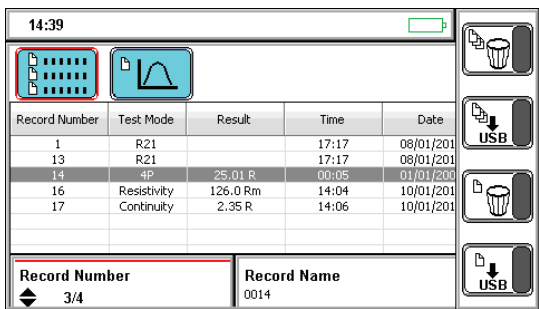 14:39
USB
USB
Record Number Test Mode Result Time Date
1 R21 17:17 08/01/201
13 R21 17:17 08/01/201
14 4P 25.01 R 00:05 01/01/200
16 Resistivity 126.0 Rm 14:04 10/01/201
17 Continuity 2.35 R 14:06 10/01/201
Record Number
3/4
Record Name
0014